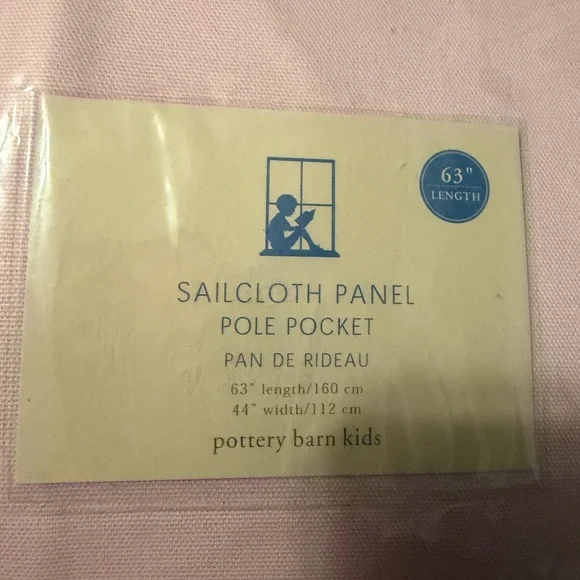 63"
LENGTH
SAILCLOTH PANEL
POLE POCKET
PAN DE RIDEAU
63" length/160 cm
44" width/112 cm
pottery barn kids